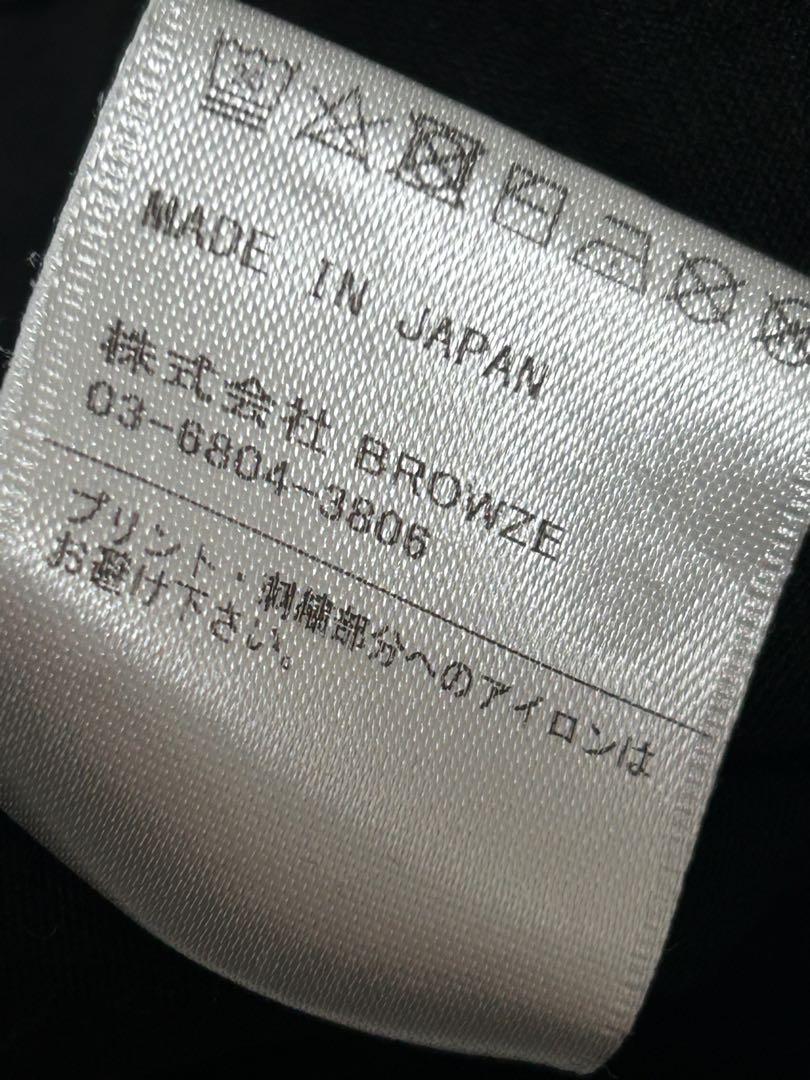 MADE IN JAPAN
株式会社 BROWZE
03-6804-3806
プリント・刺繍部分へのアイロンは
お避け下さい。